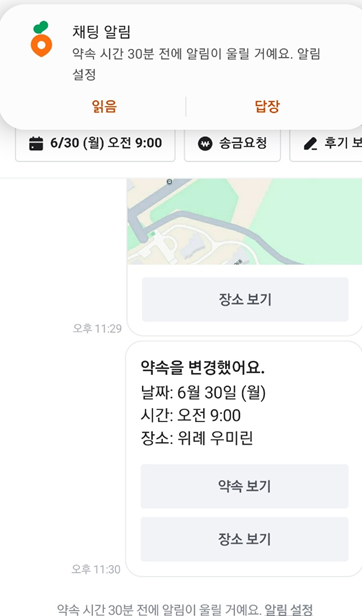 채팅 알림
약속 시간 30분 전에 알림이 울릴 거예요. 알림
설정
읽음
답장
6/30 (월) 오전 9:00
송금요청
후기 보
장소 보기
오후 11:29
약속을 변경했어요.
날짜: 6월 30일 (월)
시간: 오전 9:00
장소: 위례 우미린
약속 보기
장소 보기
오후 11:30
약속 시간 30분 전에 알림이 울릴 거예요. 알림 설정